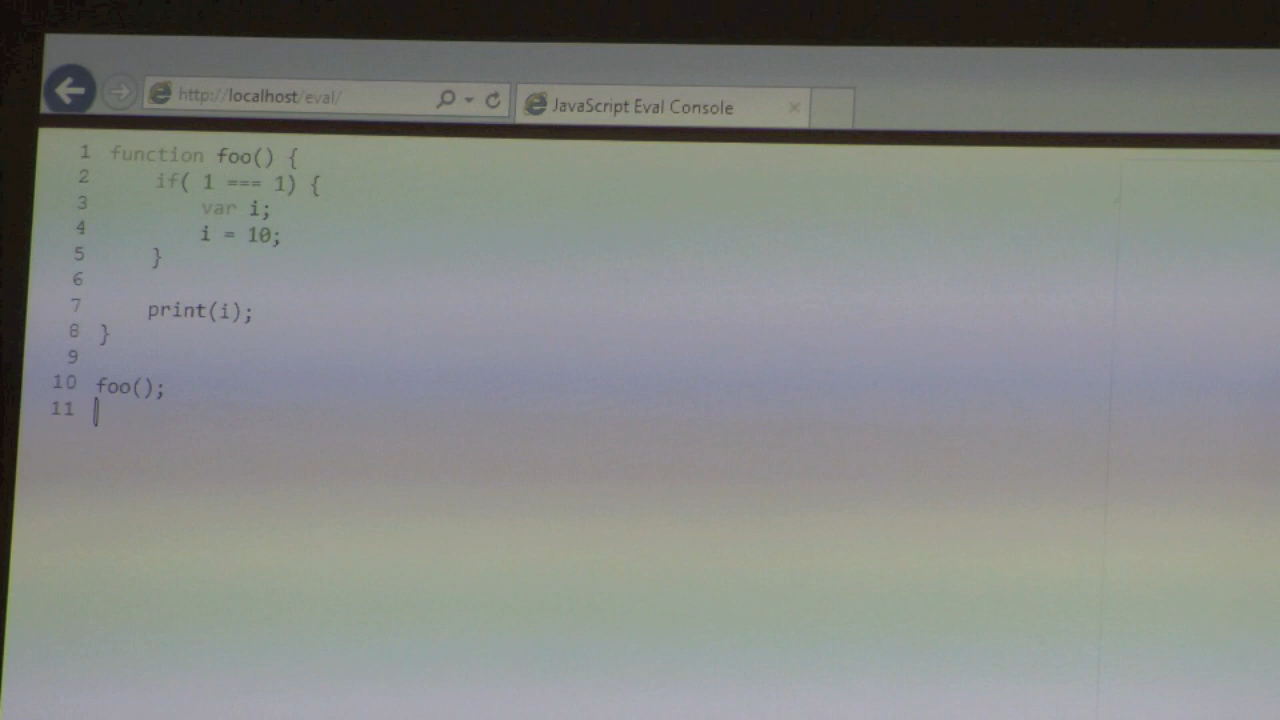 http://localhost/eval/
JavaScript Eval Console
1 function foo() {
2     if( 1 === 1) {
3         var i;
4         i = 10;
5     }
6
7     print(i);
8 }
9
10 foo();
11